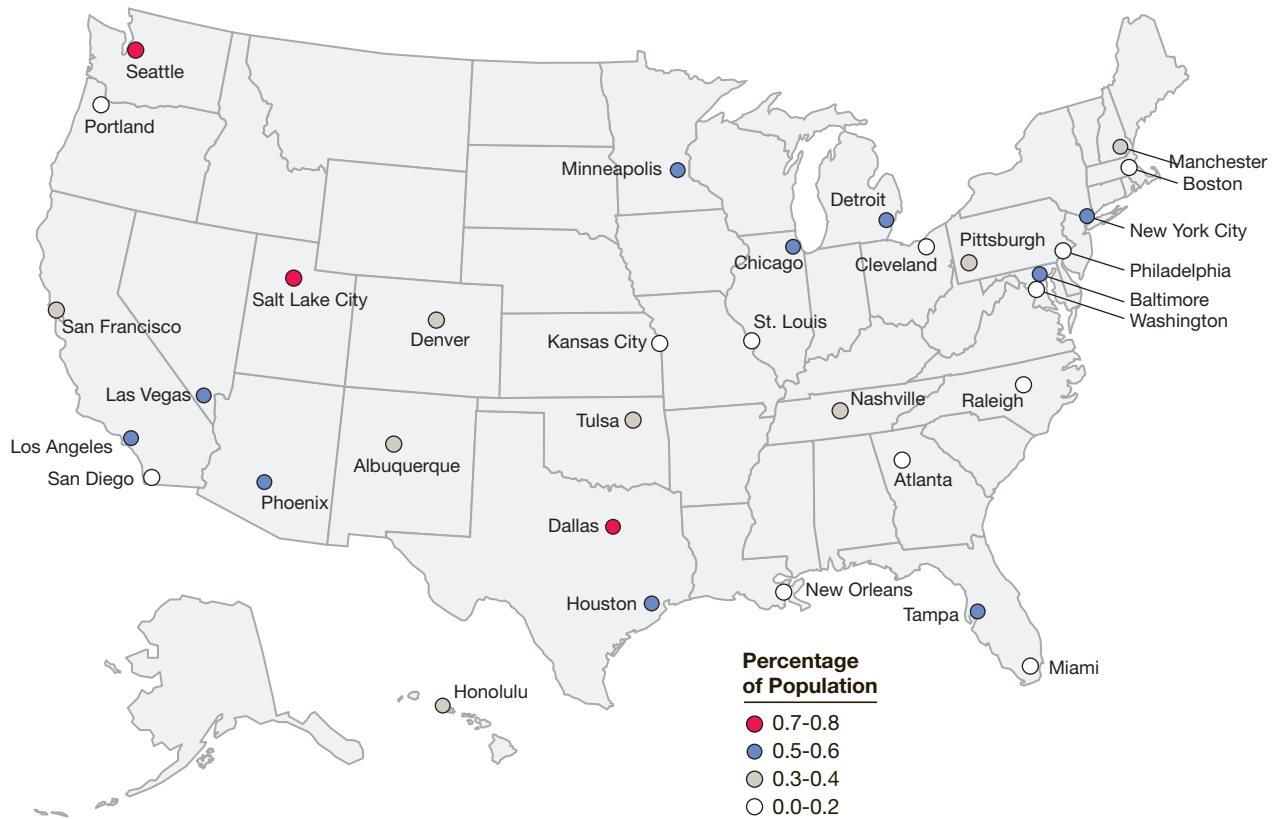 Seattle
Portland
Manchester
Minneapolis
Boston
Detroit
New York City
Pittsburgh
Chicago
Cleveland
Philadelphia
Salt Lake City
Baltimore
San Francisco
St. Louis
Washington
Denver
Kansas City
Las Vegas
Nashville
Raleigh
Tulsa
Los Angeles
Albuquerque
San Diego
Atlanta
Phoenix
Dallas
New Orleans
Houston
Tampa
Miami
Honolulu
Percentage
of Population
0.7-0.8
0.5-0.6
0.3-0.4
0.0-0.2